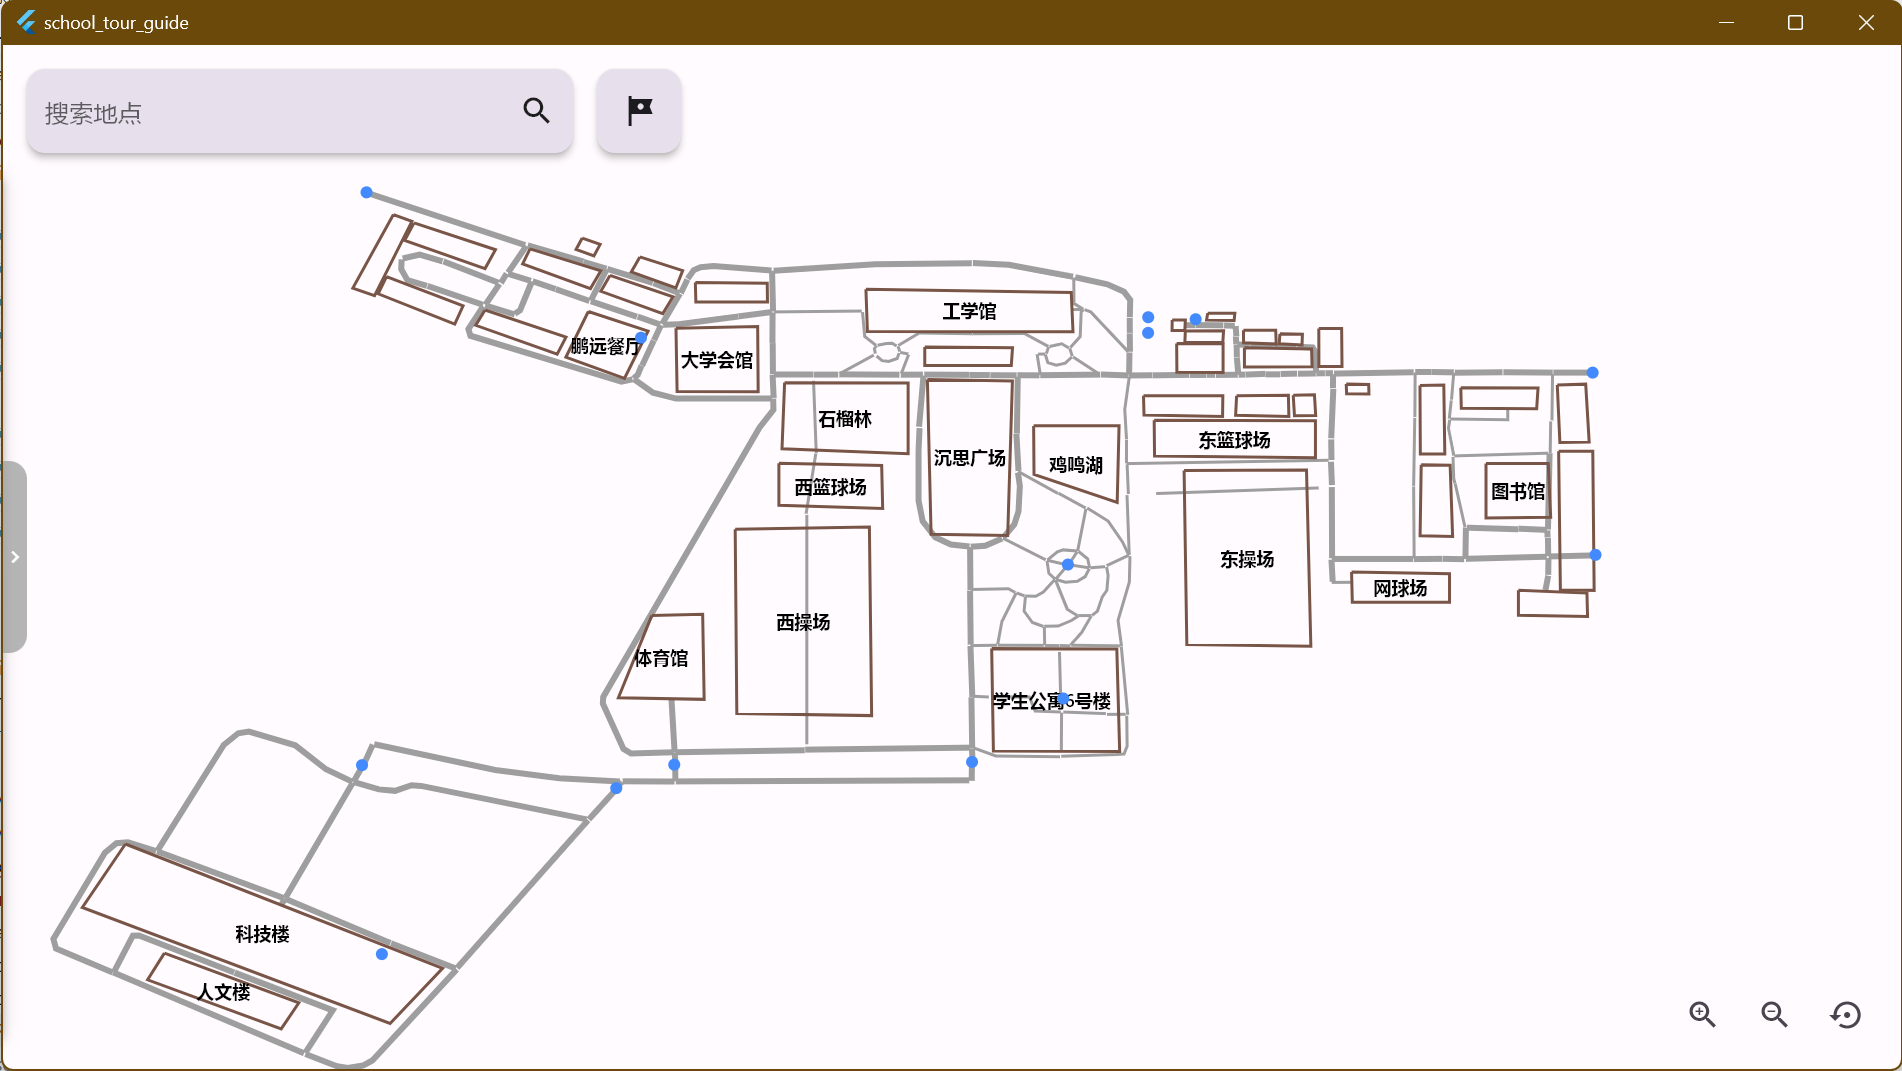 school_tour_guide
搜索地点
工学馆
鹏远餐厅
大学会馆
石榴林
沉思广场
鸡鸣湖
东篮球场
西篮球场
图书馆
东操场
网球场
西操场
体育馆
学生公寓6号楼
科技楼
人文楼